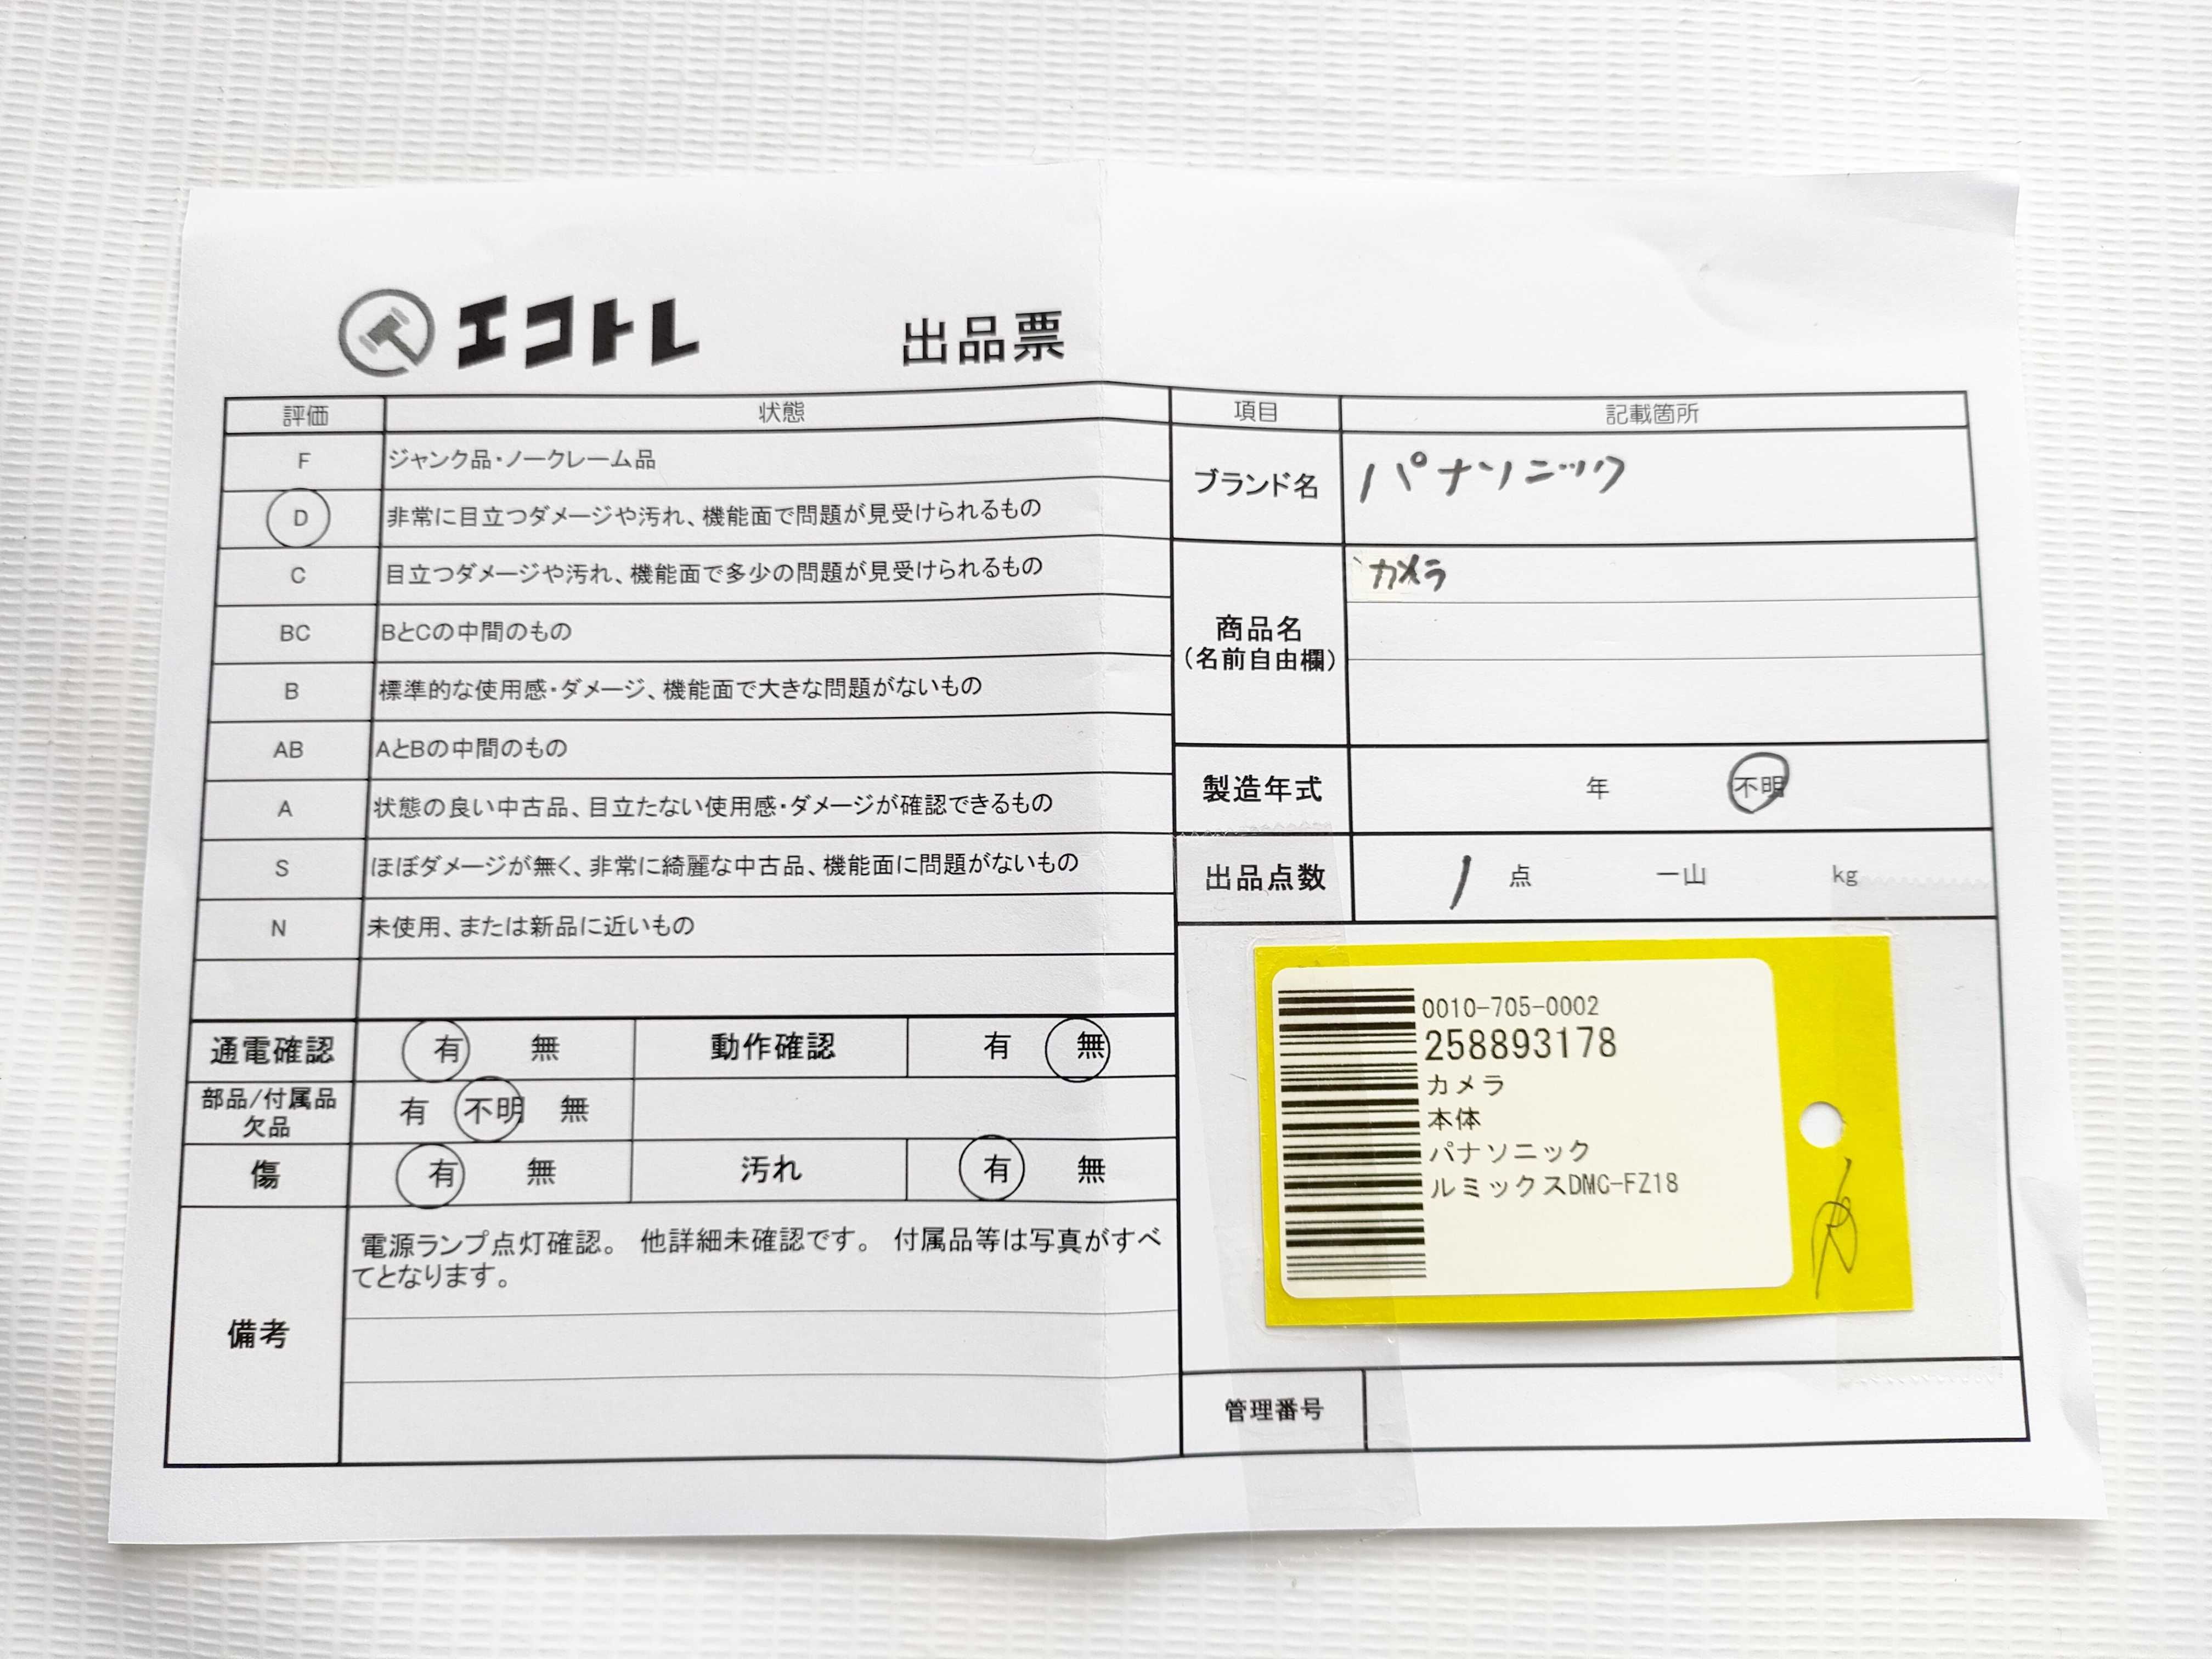 エコトレ
出品票
評価 状態
F ジャンク品・ノークレーム品
D 非常に目立つダメージや汚れ、機能面で問題が見受けられるもの
C 目立つダメージや汚れ、機能面で多少の問題が見受けられるもの
BC BとCの中間のもの
B 標準的な使用感・ダメージ、機能面で大きな問題がないもの
AB AとBの中間のもの
A 状態の良い中古品、目立たない使用感・ダメージが確認できるもの
S ほぼダメージが無く、非常に綺麗な中古品、機能面に問題がないもの
N 未使用、または新品に近いもの
通電確認 有 無 動作確認 有 無
部品/付属品
欠品
有 不明 無
傷 有 無 汚れ 有 無
備考
電源ランプ点灯確認。 他詳細未確認です。 付属品等は写真がすべ
てとなります。
項目 記載箇所
ブランド名 パナソニック
商品名
(名前自由欄)
カメラ
製造年式 年 不明
出品点数 1 点 一山 kg
0010-705-0002
258893178
カメラ
本体
パナソニック
ルミックスDMC-FZ18
管理番号